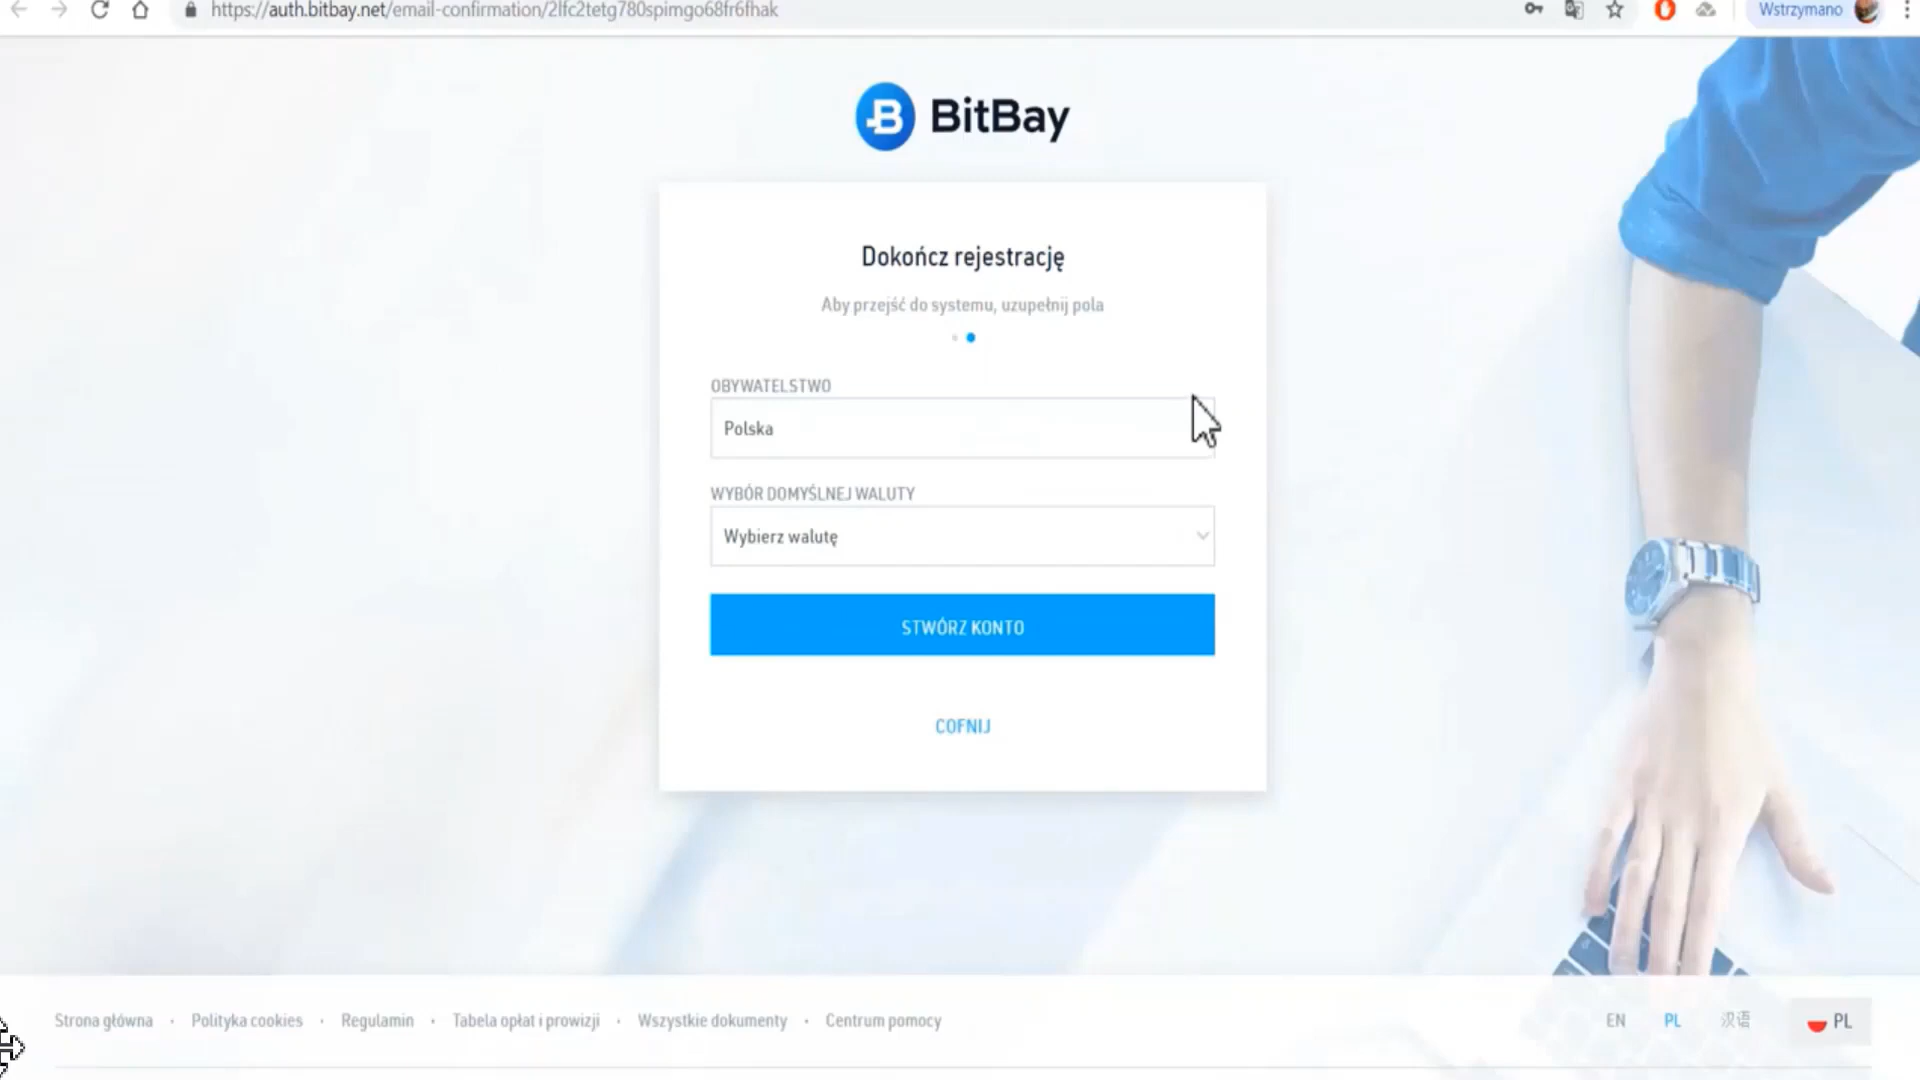 https://auth.bitbay.net/email-confirmation/2lfc2tetg780spimgo68fr6fhak
Wstrzymano
BitBay
Dokończ rejestrację
Aby przejść do systemu, uzupełnij pola
OBYWATELSTWO
Polska
WYBÓR DOMYŚLNEJ WALUTY
Wybierz walutę
STWÓRZ KONTO
COFNIJ
Strona główna · Polityka cookies · Regulamin · Tabela opłat i prowizji · Wszystkie dokumenty · Centrum pomocy
EN PL 汉语 PL